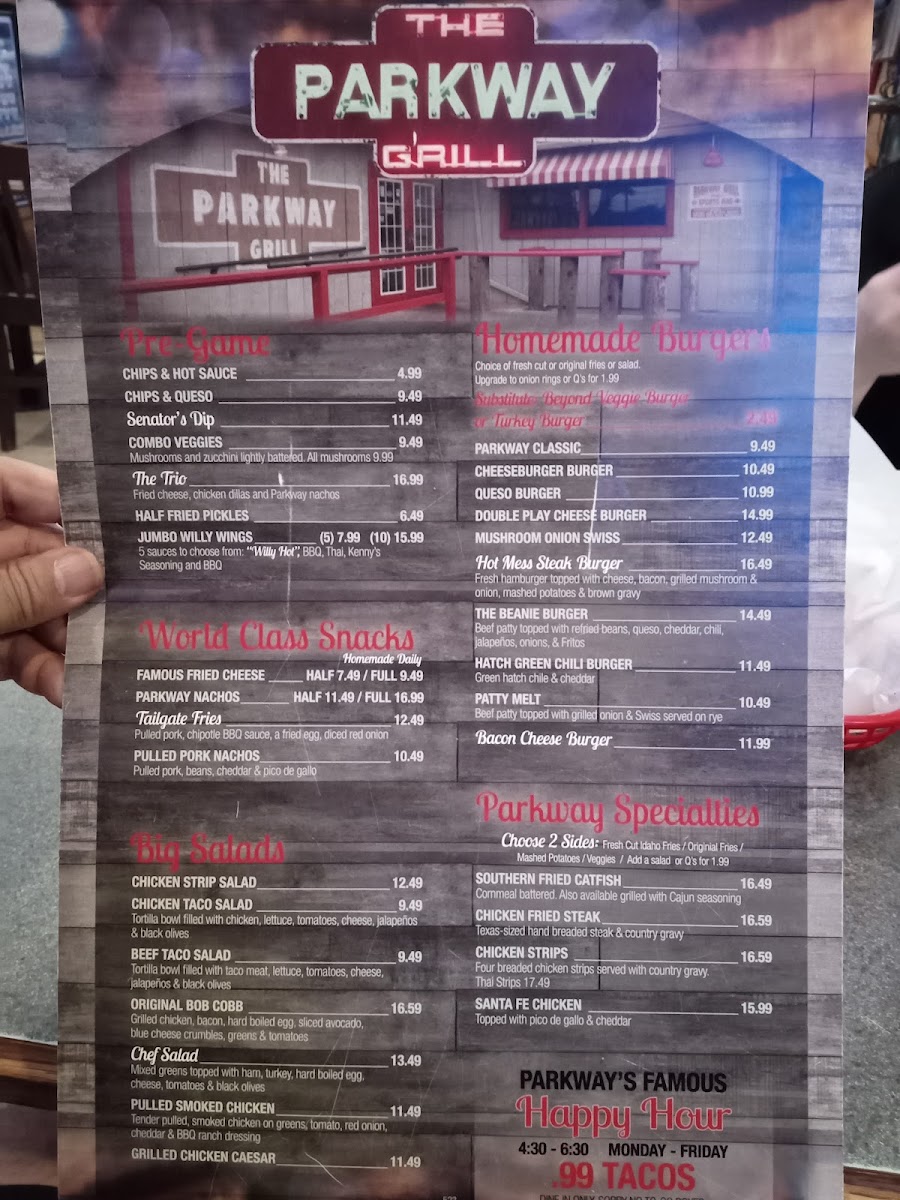 THE
PARKWAY
GRILL
THE
PARKWAY
GRILL
Pre-Game
CHIPS & HOT SAUCE 4.99
CHIPS & QUESO 9.49
Senator's Dip 11.49
COMBO VEGGIES 9.49
Mushrooms and zucchini lightly battered. All mushrooms 9.99
The Trio 16.99
Fried cheese, chicken dillas and Parkway nachos
HALF FRIED PICKLES 6.49
JUMBO WILLY WINGS (5) 7.99 (10) 15.99
5 sauces to choose from: "Willy Hot", BBQ, Thai, Kenny's
Seasoning and BBQ
World Class Snacks
Homemade Daily
FAMOUS FRIED CHEESE HALF 7.49 / FULL 9.49
PARKWAY NACHOS HALF 11.49 / FULL 16.99
Tailgate Fries 12.49
Pulled pork, chipotle BBQ sauce, a fried egg, diced red onion
PULLED PORK NACHOS 10.49
Pulled pork, beans, cheddar & pico de gallo
Big Salads
CHICKEN STRIP SALAD 12.49
CHICKEN TACO SALAD 9.49
Tortilla bowl filled with chicken, lettuce, tomatoes, cheese, jalapeños
& black olives
BEEF TACO SALAD 9.49
Tortilla bowl filled with taco meat, lettuce, tomatoes, cheese,
jalapeños & black olives
ORIGINAL BOB COBB 16.59
Grilled chicken, bacon, hard boiled egg, sliced avocado,
blue cheese crumbles, greens & tomatoes
Chef Salad 13.49
Mixed greens topped with ham, turkey, hard boiled egg,
cheese, tomatoes & black olives
PULLED SMOKED CHICKEN 11.49
Tender pulled, smoked chicken on greens, tomato, red onion,
cheddar & BBQ ranch dressing
GRILLED CHICKEN CAESAR 11.49
Homemade Burgers
Choice of fresh cut or original fries or salad.
Upgrade to onion rings or Q's for 1.99
Substitute Beyond Veggie Burger
or Turkey Burger 2.49
PARKWAY CLASSIC 9.49
CHEESEBURGER BURGER 10.49
QUESO BURGER 10.99
DOUBLE PLAY CHEESE BURGER 14.99
MUSHROOM ONION SWISS 12.49
Hot Mess Steak Burger 16.49
Fresh hamburger topped with cheese, bacon, grilled mushroom &
onion, mashed potatoes & brown gravy
THE BEANIE BURGER 14.49
Beef patty topped with refried beans, queso, cheddar, chili,
jalapeños, onions, & Fritos
HATCH GREEN CHILI BURGER 11.49
Green hatch chile & cheddar
PATTY MELT 10.49
Beef patty topped with grilled onion & Swiss served on rye
Bacon Cheese Burger 11.99
Parkway Specialties
Choose 2 Sides: Fresh Cut Idaho Fries / Originial Fries /
Mashed Potatoes / Veggies / Add a salad or Q's for 1.99
SOUTHERN FRIED CATFISH 16.49
Cornmeal battered. Also available grilled with Cajun seasoning
CHICKEN FRIED STEAK 16.59
Texas-sized hand breaded steak & country gravy
CHICKEN STRIPS 16.59
Four breaded chicken strips served with country gravy.
Thai Strips 17.49
SANTA FE CHICKEN 15.99
Topped with pico de gallo & cheddar
PARKWAY'S FAMOUS
Happy Hour
4:30 - 6:30 MONDAY - FRIDAY
.99 TACOS